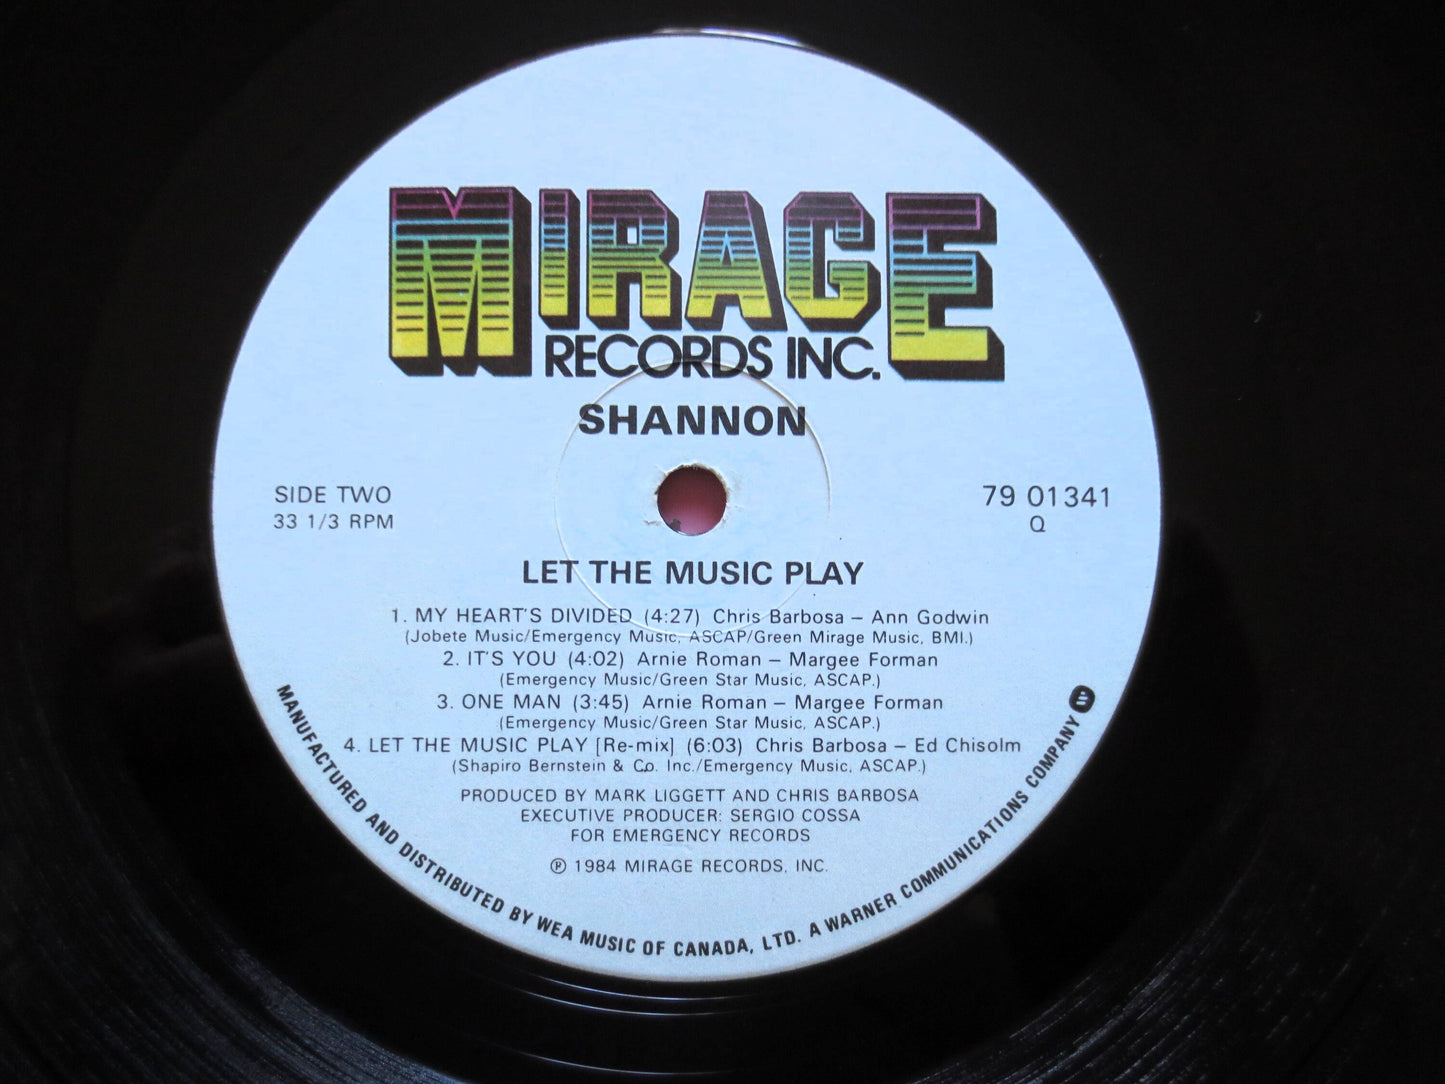 MIRAGE
RECORDS INC.
SHANNON
SIDE TWO
33 1/3 RPM
79 01341
Q
LET THE MUSIC PLAY
1. MY HEART'S DIVIDED (4:27) Chris Barbosa – Ann Godwin
(Jobete Music/Emergency Music, ASCAP/Green Mirage Music, BMI.)
2. IT'S YOU (4:02) Arnie Roman – Margee Forman
(Emergency Music/Green Star Music, ASCAP.)
3. ONE MAN (3:45) Arnie Roman – Margee Forman
(Emergency Music/Green Star Music, ASCAP.)
4. LET THE MUSIC PLAY [Re-mix] (6:03) Chris Barbosa – Ed Chisolm
(Shapiro Bernstein & Co. Inc./Emergency Music, ASCAP.)
PRODUCED BY MARK LIGGETT AND CHRIS BARBOSA
EXECUTIVE PRODUCER: SERGIO COSSA
FOR EMERGENCY RECORDS
℗ 1984 MIRAGE RECORDS, INC.
MANUFACTURED AND DISTRIBUTED BY WEA MUSIC OF CANADA, LTD. A WARNER COMMUNICATIONS COMPANY